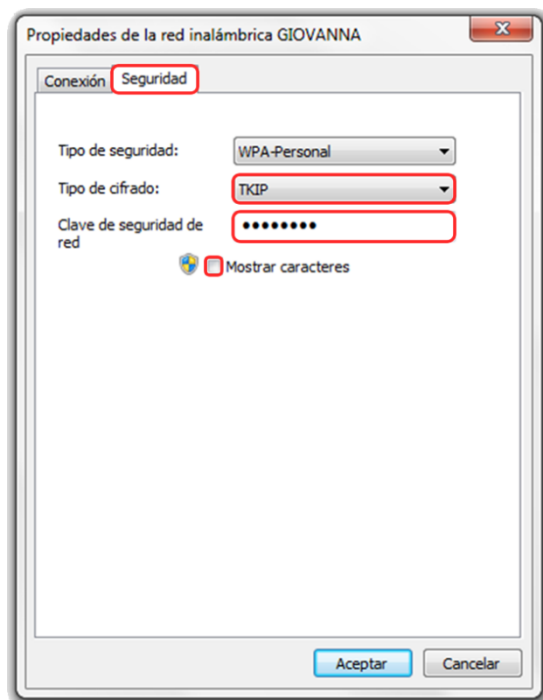 Propiedades de la red inalámbrica GIOVANNA
Conexión Seguridad
Tipo de seguridad: WPA-Personal
Tipo de cifrado: TKIP
Clave de seguridad de
red
••••••••
Mostrar caracteres
Aceptar Cancelar